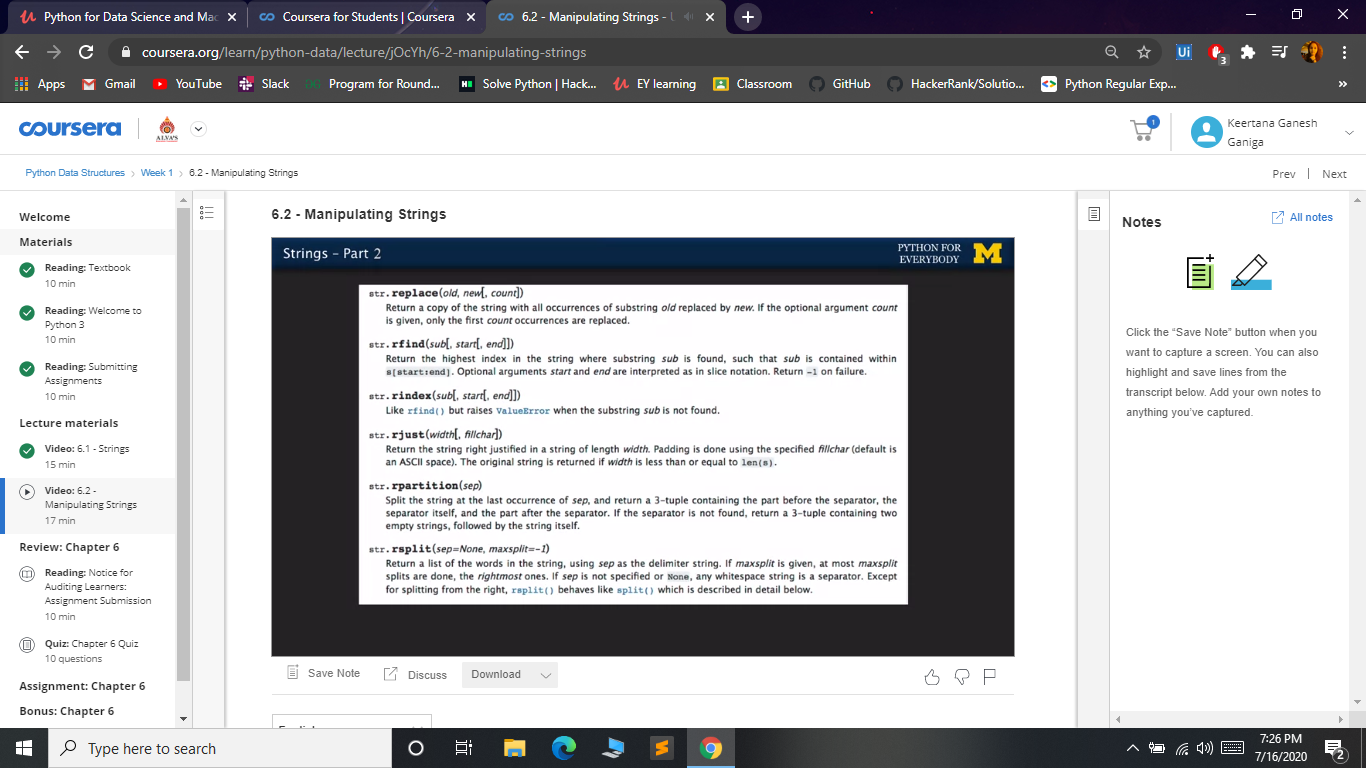 Python for Data Science and Mac
Coursera for Students | Coursera
6.2 - Manipulating Strings -
coursera.org/learn/python-data/lecture/jOcYh/6-2-manipulating-strings
Ui
3
Apps
Gmail
YouTube
Slack
Program for Round...
Solve Python | Hack...
EY learning
Classroom
GitHub
HackerRank/Solutio...
Python Regular Exp...
»
coursera
ALVA'S
1
Keertana Ganesh
Ganiga
Python Data Structures
Week 1
6.2 - Manipulating Strings
Prev | Next
Welcome
Materials
Reading: Textbook
10 min
Reading: Welcome to
Python 3
10 min
Reading: Submitting
Assignments
10 min
Lecture materials
Video: 6.1 - Strings
15 min
Video: 6.2 -
Manipulating Strings
17 min
Review: Chapter 6
Reading: Notice for
Auditing Learners:
Assignment Submission
10 min
Quiz: Chapter 6 Quiz
10 questions
Assignment: Chapter 6
Bonus: Chapter 6
6.2 - Manipulating Strings
Strings – Part 2
PYTHON FOR
EVERYBODY
M
str.replace(old, new[, count])
Return a copy of the string with all occurrences of substring old replaced by new. If the optional argument count
is given, only the first count occurrences are replaced.
str.rfind(sub[, start[, end]])
Return the highest index in the string where substring sub is found, such that sub is contained within
s[start:end]. Optional arguments start and end are interpreted as in slice notation. Return -1 on failure.
str.rindex(sub[, start[, end]])
Like rfind() but raises ValueError when the substring sub is not found.
str.rjust(width[, fillchar])
Return the string right justified in a string of length width. Padding is done using the specified fillchar (default is
an ASCII space). The original string is returned if width is less than or equal to len(s).
str.rpartition(sep)
Split the string at the last occurrence of sep, and return a 3-tuple containing the part before the separator, the
separator itself, and the part after the separator. If the separator is not found, return a 3-tuple containing two
empty strings, followed by the string itself.
str.rsplit(sep=None, maxsplit=-1)
Return a list of the words in the string, using sep as the delimiter string. If maxsplit is given, at most maxsplit
splits are done, the rightmost ones. If sep is not specified or None, any whitespace string is a separator. Except
for splitting from the right, rsplit() behaves like split() which is described in detail below.
Save Note
Discuss
Download
Notes
All notes
Click the "Save Note" button when you
want to capture a screen. You can also
highlight and save lines from the
transcript below. Add your own notes to
anything you've captured.
Type here to search
7:26 PM
7/16/2020
2